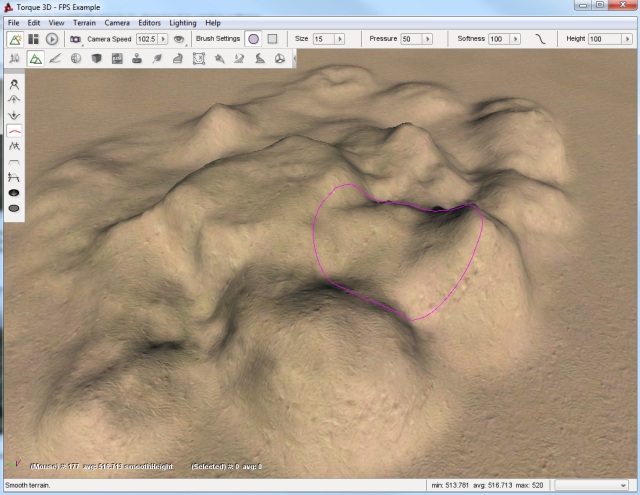 Torque 3D - FPS Example
File Edit View Terrain Camera Editors Lighting Help
Camera Speed 102.5 Brush Settings Size 15 Pressure 50 Softness 100 Height 100
(Mouse) #: 177 avg: 516.713 smoothHeight (Selected) #: 0 avg: 0
Smooth terrain. min: 513.781 avg: 516.713 max: 520